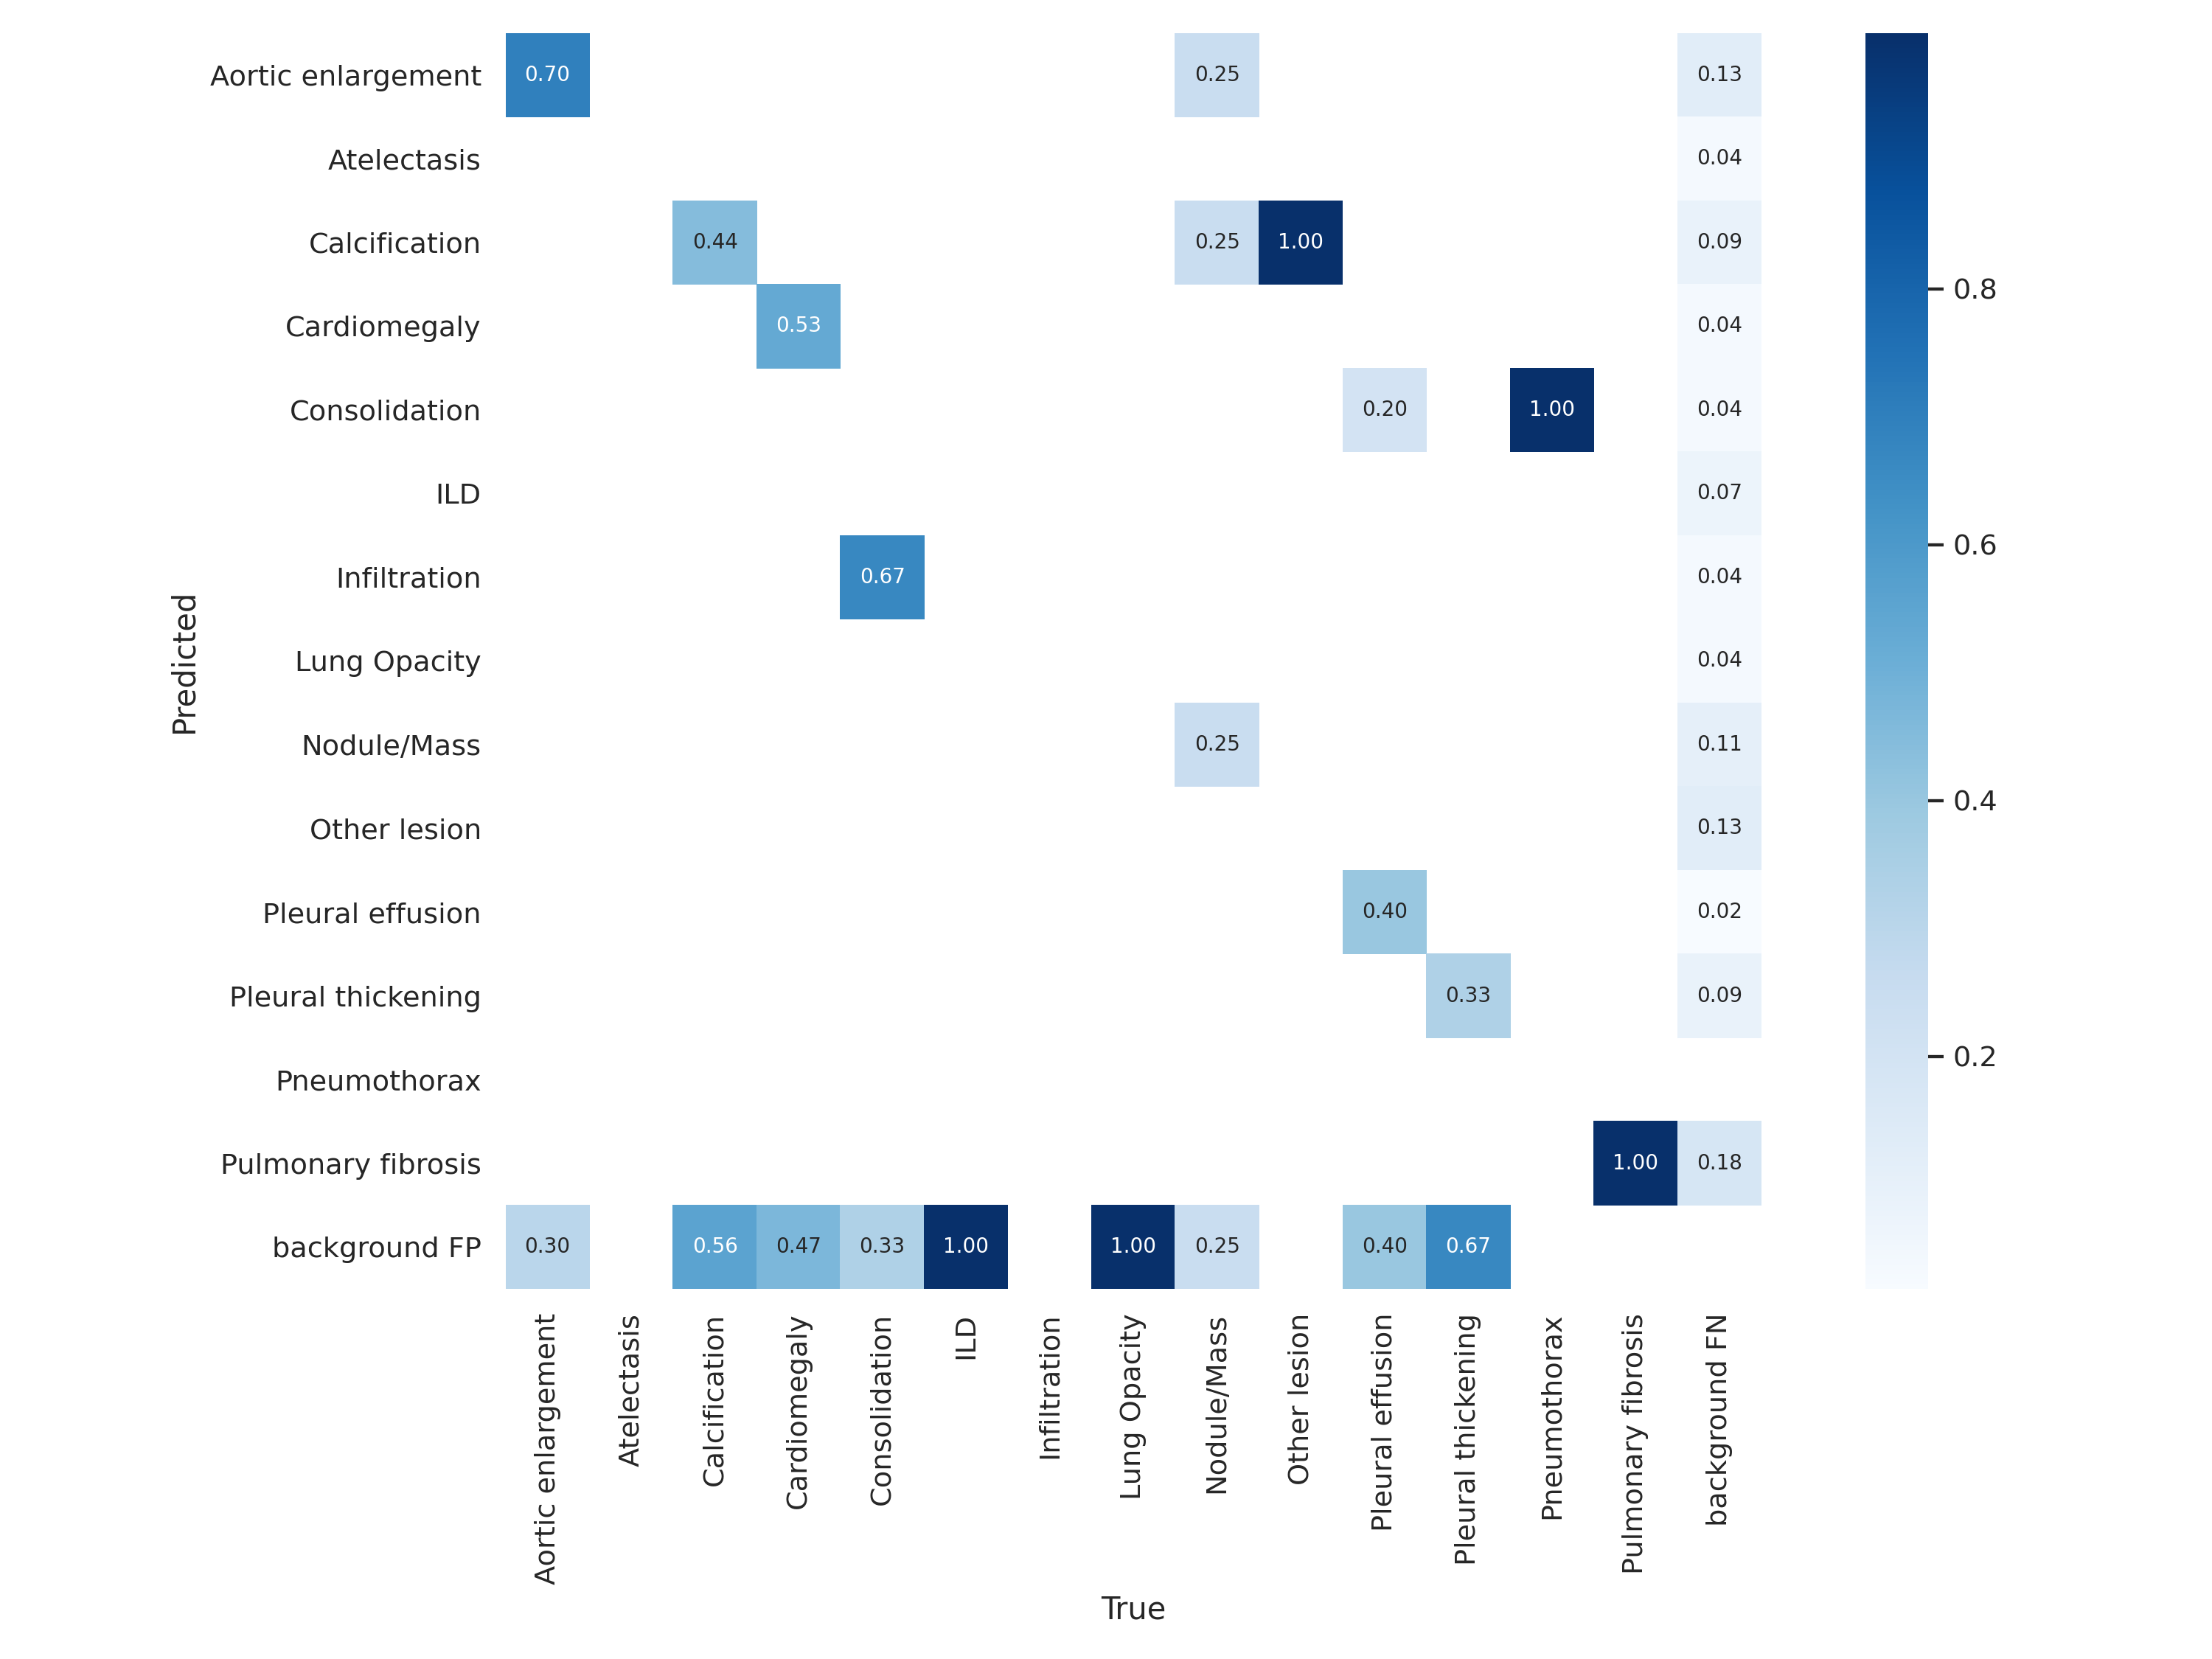 Aortic enlargement 0.70 0.25 0.13
Atelectasis 0.04
Calcification 0.44 0.25 1.00 0.09
Cardiomegaly 0.53 0.04
0.8
Consolidation 0.20 1.00 0.04
ILD 0.07
0.6
Infiltration 0.67 0.04
Predicted
Lung Opacity 0.04
Nodule/Mass 0.25 0.11
0.4
Other lesion 0.13
Pleural effusion 0.40 0.02
Pleural thickening 0.33 0.09
0.2
Pneumothorax
Pulmonary fibrosis 1.00 0.18
background FP 0.30 0.56 0.47 0.33 1.00 1.00 0.25 0.40 0.67
Aortic enlargement
Atelectasis
Calcification
Cardiomegaly
Consolidation
ILD
Infiltration
Lung Opacity
Nodule/Mass
Other lesion
Pleural effusion
Pleural thickening
Pneumothorax
Pulmonary fibrosis
background FN
True